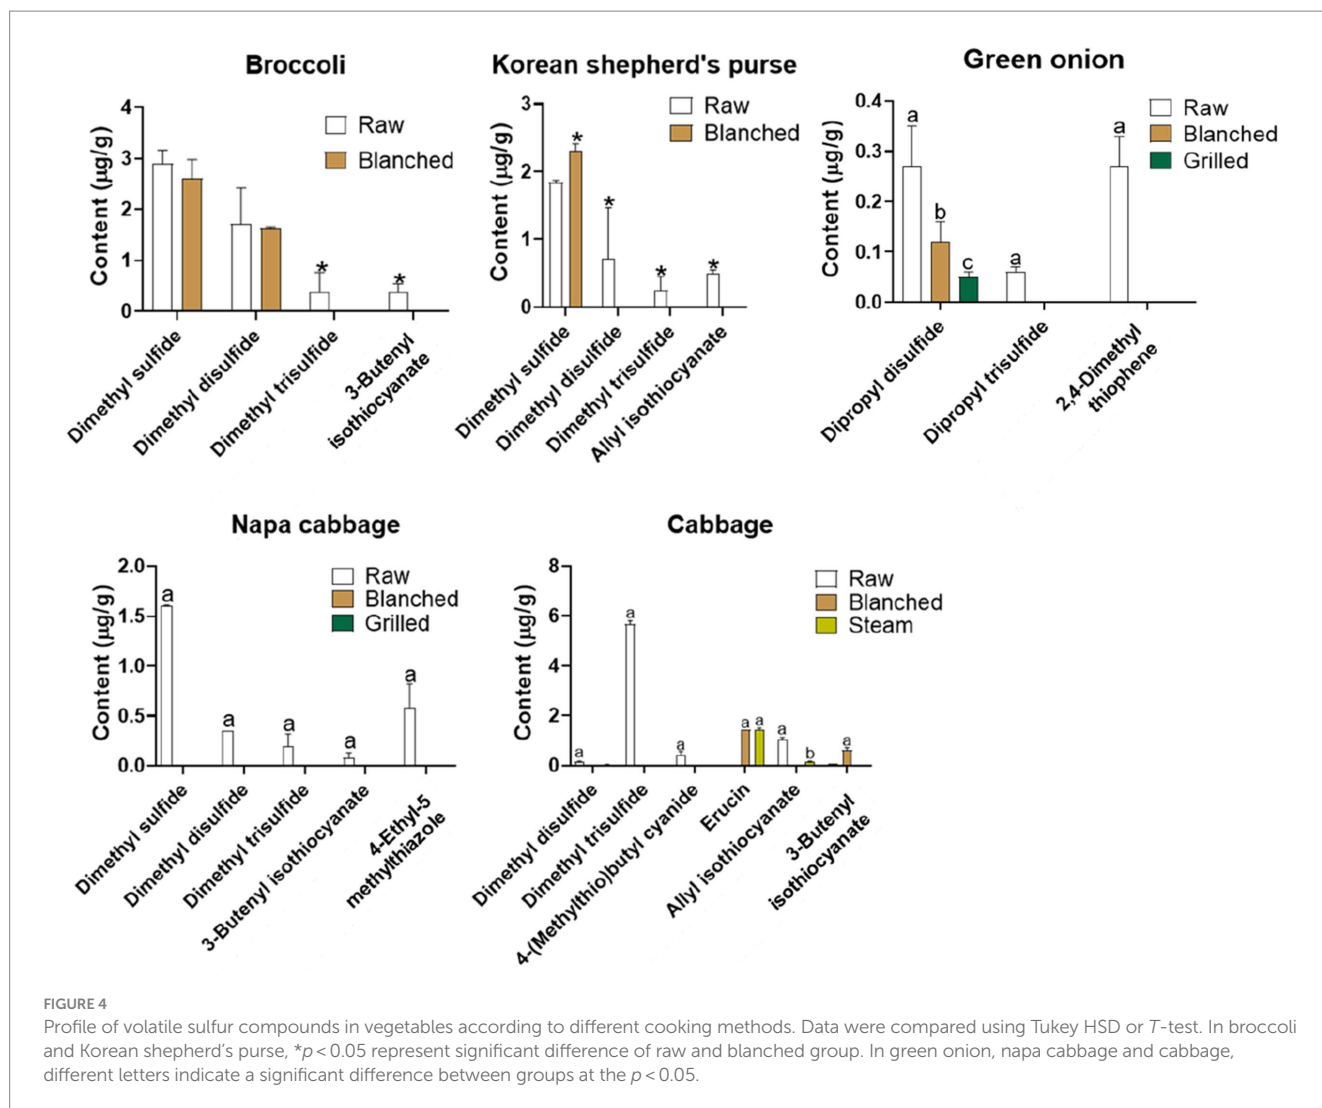 Broccoli
4
3
2
1
0
Content (μg/g)
Raw
Blanched
*
*
Dimethyl sulfide
Dimethyl disulfide
Dimethyl trisulfide
3-Butenyl
isothiocyanate
Korean shepherd's purse
3
2
1
0
Content (μg/g)
Raw
Blanched
*
*
*
*
Dimethyl sulfide
Dimethyl disulfide
Dimethyl trisulfide
Allyl isothiocyanate
Green onion
0.4
0.3
0.2
0.1
0.0
Content (μg/g)
Raw
Blanched
Grilled
a
b
c
a
a
Dipropyl disulfide
Dipropyl trisulfide
2,4-Dimethyl
thiophene
Napa cabbage
2.0
1.5
1.0
0.5
0.0
Content (μg/g)
Raw
Blanched
Grilled
a
a
a
a
a
Dimethyl sulfide
Dimethyl disulfide
Dimethyl trisulfide
3-Butenyl isothiocyanate
4-Ethyl-5
methylthiazole
Cabbage
8
6
4
2
0
Content (μg/g)
Raw
Blanched
Steam
a
a
a
a
a
a
b
a
Dimethyl disulfide
Dimethyl trisulfide
4-(Methylthio)butyl cyanide
Erucin
Allyl isothiocyanate
3-Butenyl
isothiocyanate
FIGURE 4
Profile of volatile sulfur compounds in vegetables according to different cooking methods. Data were compared using Tukey HSD or T-test. In broccoli
and Korean shepherd's purse, *p < 0.05 represent significant difference of raw and blanched group. In green onion, napa cabbage and cabbage,
different letters indicate a significant difference between groups at the p < 0.05.